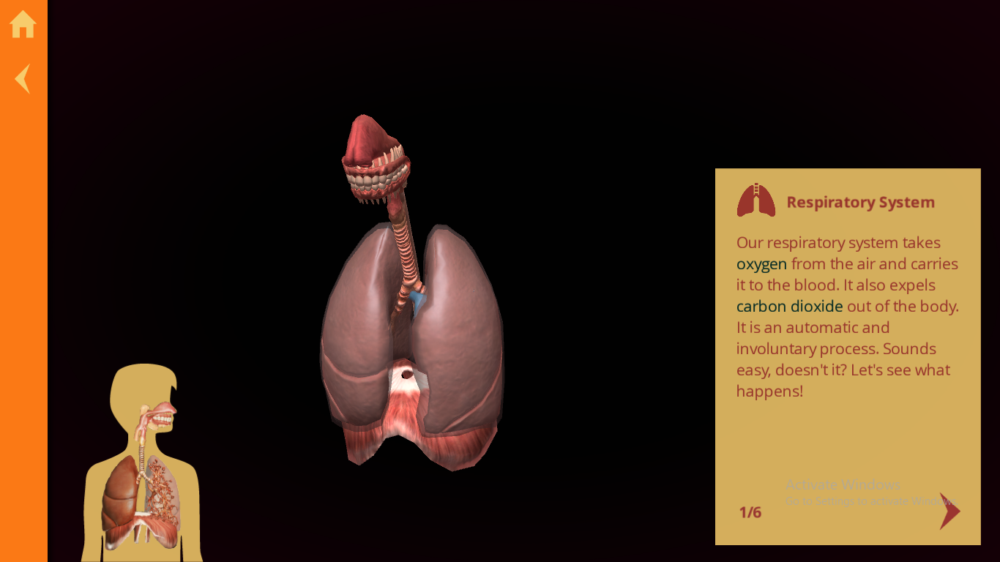 Respiratory System
Our respiratory system takes
oxygen from the air and carries
it to the blood. It also expels
carbon dioxide out of the body.
It is an automatic and
involuntary process. Sounds
easy, doesn't it? Let's see what
happens!
Activate Windows
Go to Settings to activate Windows.
1/6